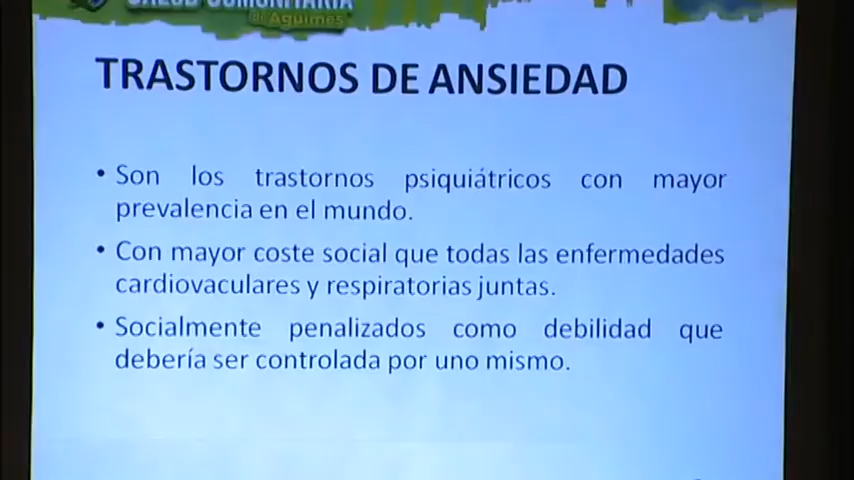 SALUD COMUNITARIA
de Agüimes
TRASTORNOS DE ANSIEDAD
• Son los trastornos psiquiátricos con mayor
prevalencia en el mundo.
• Con mayor coste social que todas las enfermedades
cardiovaculares y respiratorias juntas.
• Socialmente penalizados como debilidad que
debería ser controlada por uno mismo.